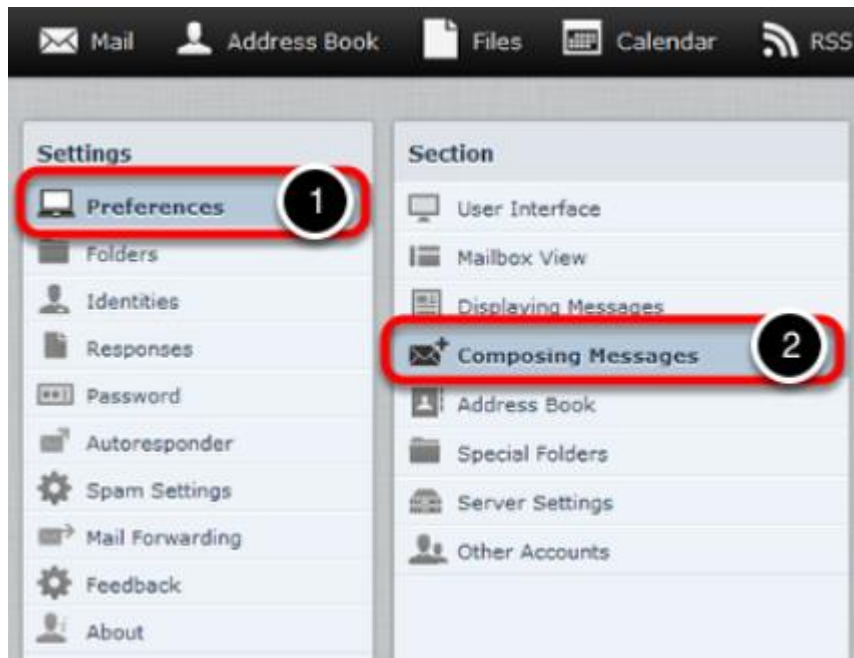 Mail Address Book Files Calendar RSS
Settings
Preferences 1
Folders
Identities
Responses
Password
Autoresponder
Spam Settings
Mail Forwarding
Feedback
About
Section
User Interface
Mailbox View
Displaying Messages
Composing Messages 2
Address Book
Special Folders
Server Settings
Other Accounts